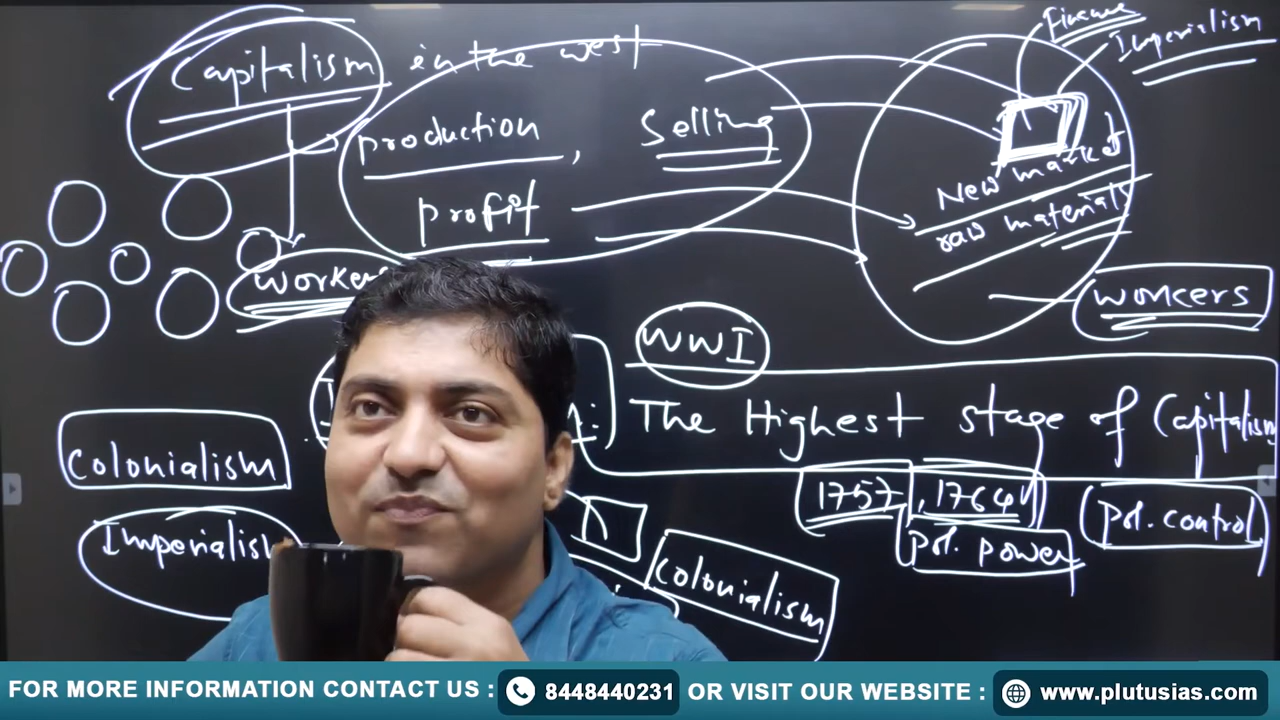 Finance
Imperialism
Capitalism in the west
production, Selling
profit
New market
raw materials
workers
workers
WWI
The Highest stage of Capitalism
Colonialism
1757, 1764
pol. control
pol. power
Imperialism
colonialism
FOR MORE INFORMATION CONTACT US : 8448440231 OR VISIT OUR WEBSITE : www.plutusias.com